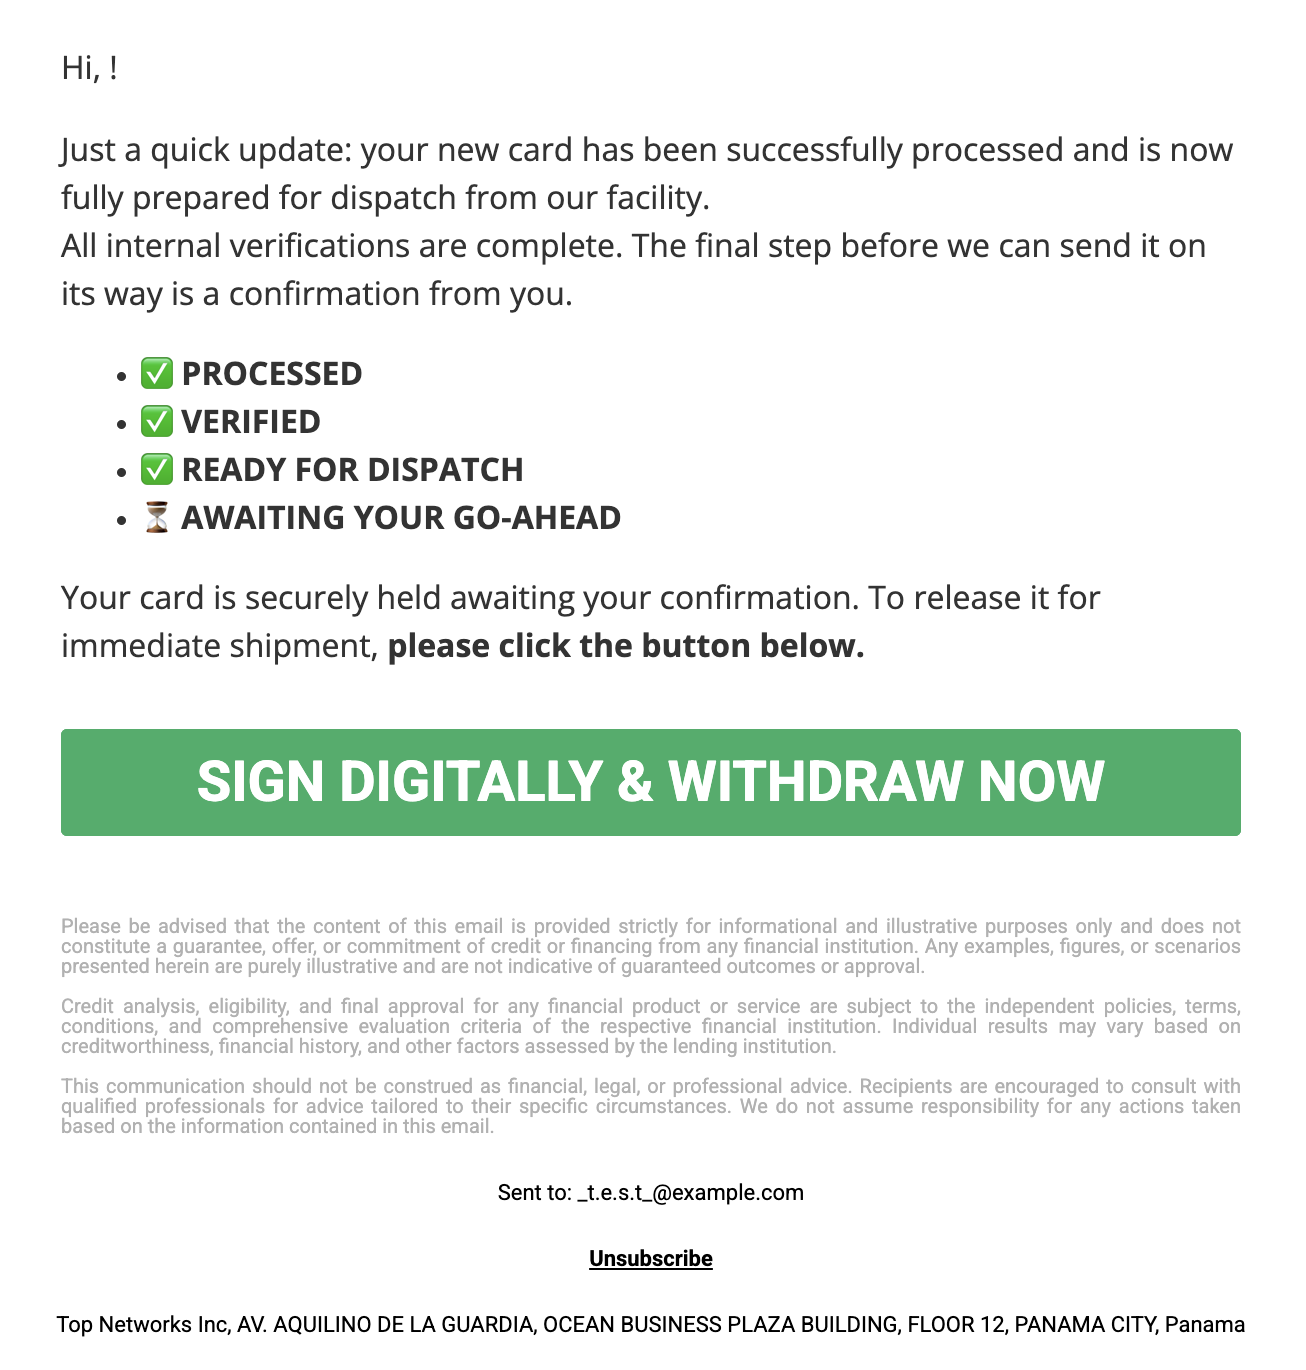 Hi, !
Just a quick update: your new card has been successfully processed and is now
fully prepared for dispatch from our facility.
All internal verifications are complete. The final step before we can send it on
its way is a confirmation from you.
• ✅ PROCESSED
• ✅ VERIFIED
• ✅ READY FOR DISPATCH
• ⏳ AWAITING YOUR GO-AHEAD
Your card is securely held awaiting your confirmation. To release it for
immediate shipment, please click the button below.
SIGN DIGITALLY & WITHDRAW NOW
Please be advised that the content of this email is provided strictly for informational and illustrative purposes only and does not
constitute a guarantee, offer, or commitment of credit or financing from any financial institution. Any examples, figures, or scenarios
presented herein are purely illustrative and are not indicative of guaranteed outcomes or approval.
Credit analysis, eligibility, and final approval for any financial product or service are subject to the independent policies, terms,
conditions, and comprehensive evaluation criteria of the respective financial institution. Individual results may vary based on
creditworthiness, financial history, and other factors assessed by the lending institution.
This communication should not be construed as financial, legal, or professional advice. Recipients are encouraged to consult with
qualified professionals for advice tailored to their specific circumstances. We do not assume responsibility for any actions taken
based on the information contained in this email.
Sent to: _t.e.s.t_@example.com
Unsubscribe
Top Networks Inc, AV. AQUILINO DE LA GUARDIA, OCEAN BUSINESS PLAZA BUILDING, FLOOR 12, PANAMA CITY, Panama